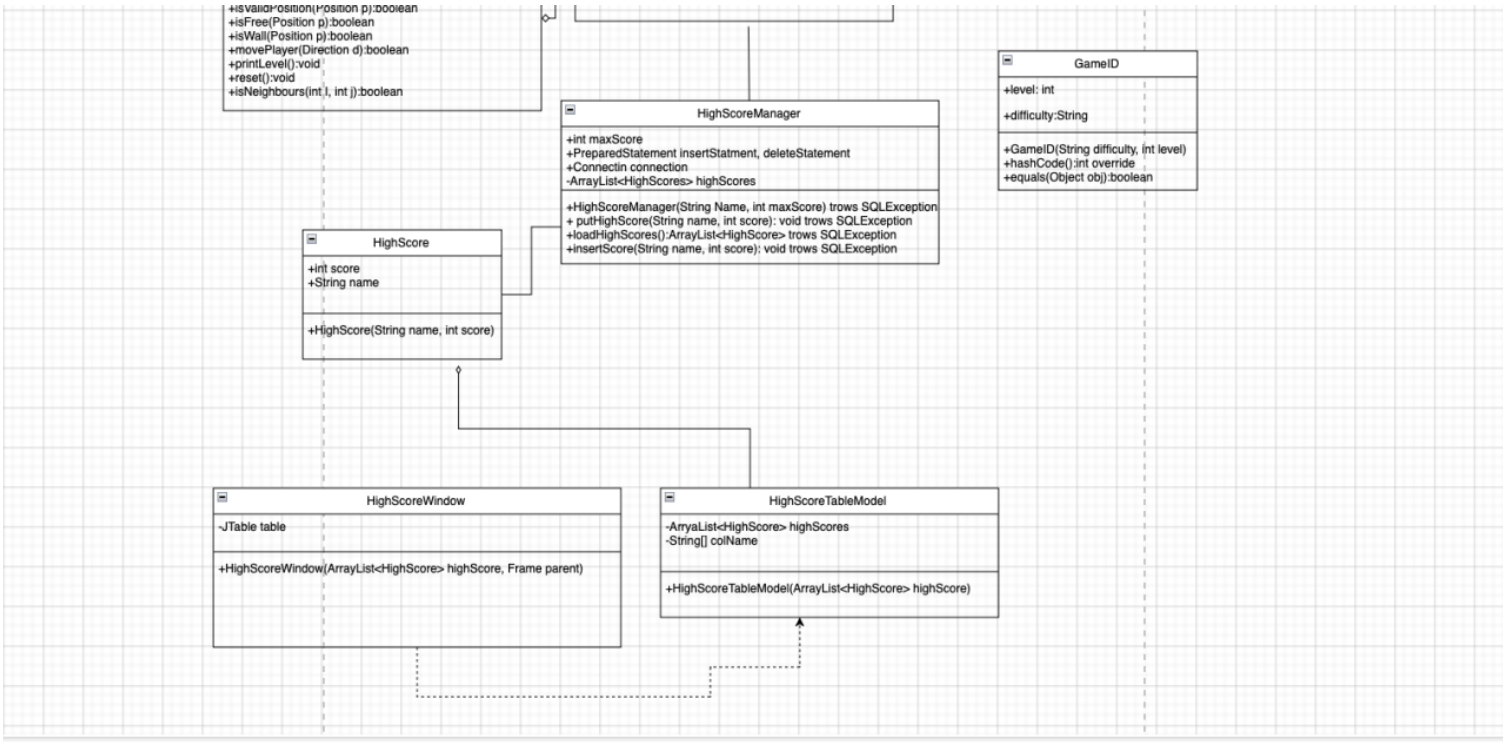 +isValidPosition(Position p):boolean
+isFree(Position p):boolean
+isWall(Position p):boolean
+movePlayer(Direction d):boolean
+printLevel():void
+reset():void
+isNeighbours(int I, int j):boolean
HighScoreManager
+int maxScore
+PreparedStatement insertStatment, deleteStatement
+Connectin connection
-ArrayList<HighScores> highScores
+HighScoreManager(String Name, int maxScore) trows SQLException
+ putHighScore(String name, int score): void trows SQLException
+loadHighScores():ArrayList<HighScore> trows SQLException
+insertScore(String name, int score): void trows SQLException
GameID
+level: int
+difficulty:String
+GameID(String difficulty, int level)
+hashCode():int override
+equals(Object obj):boolean
HighScore
+int score
+String name
+HighScore(String name, int score)
HighScoreWindow
-JTable table
+HighScoreWindow(ArrayList<HighScore> highScore, Frame parent)
HighScoreTableModel
-ArryaList<HighScore> highScores
-String[] colName
+HighScoreTableModel(ArrayList<HighScore> highScore)